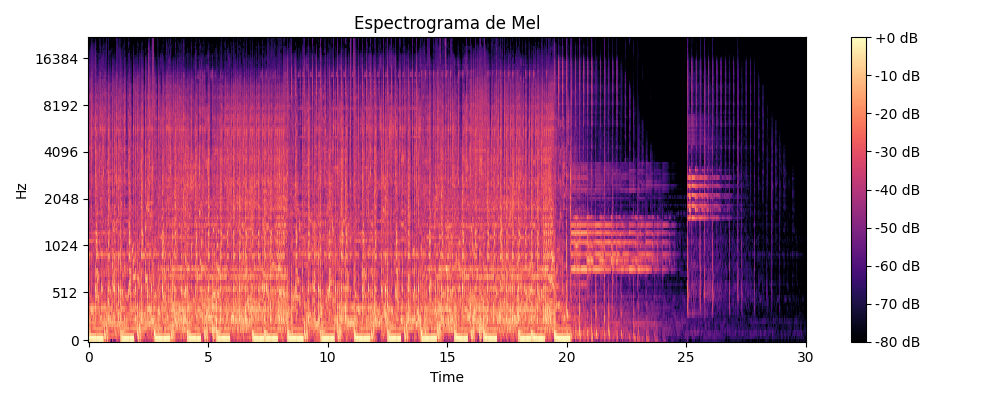 Espectrograma de Mel
Hz
16384
8192
4096
2048
1024
512
0
0 5 10 15 20 25 30
Time
+0 dB
-10 dB
-20 dB
-30 dB
-40 dB
-50 dB
-60 dB
-70 dB
-80 dB